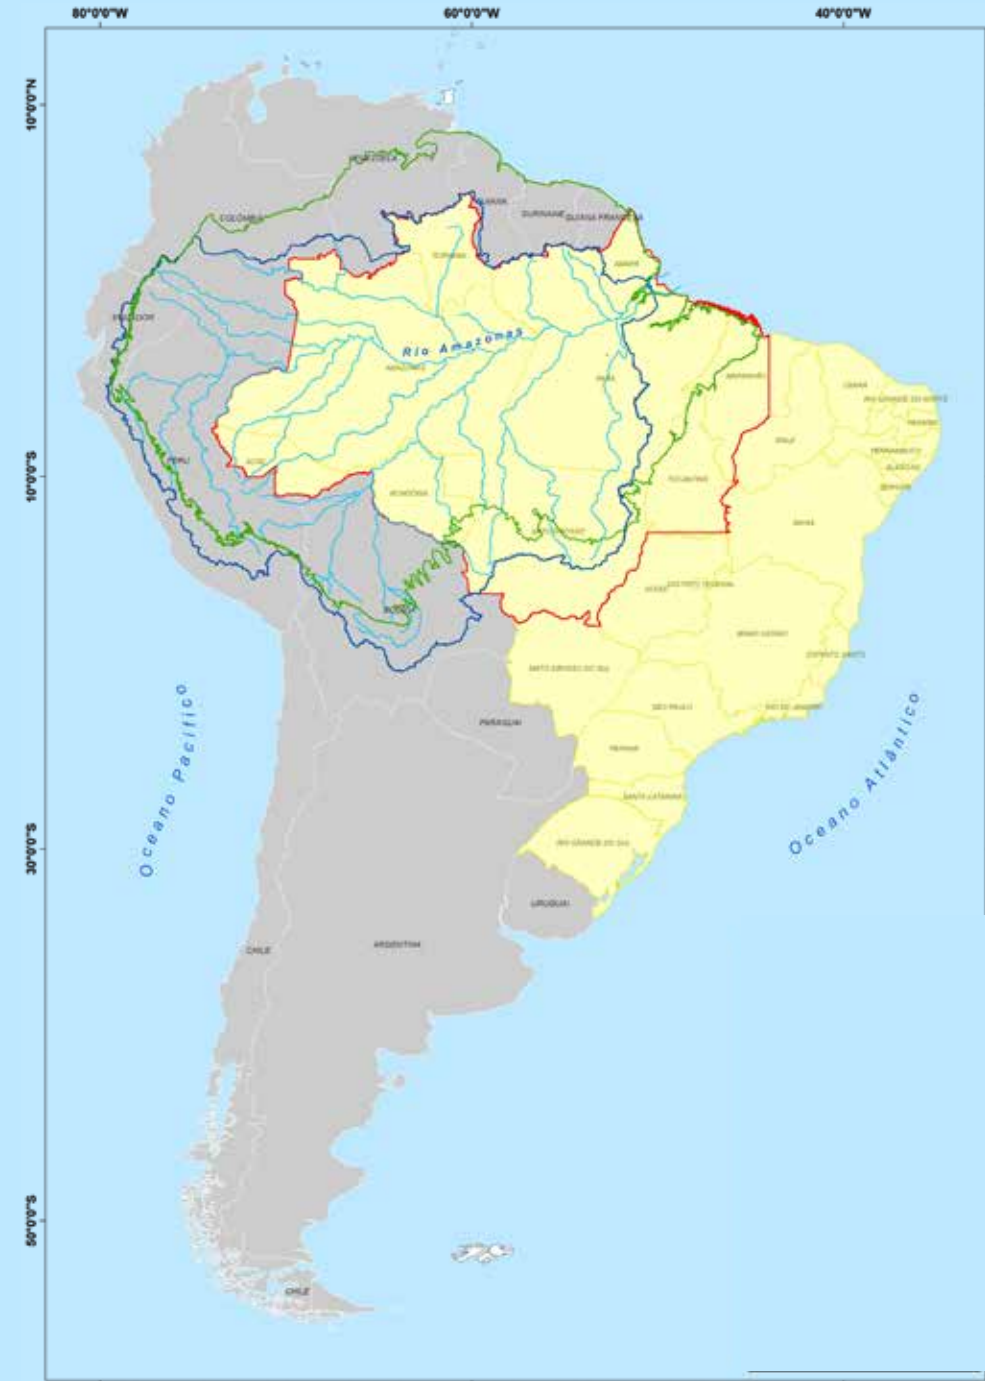 80°0'0"W
60°0'0"W
40°0'0"W
10°0'0"N
10°0'0"S
30°0'0"S
50°0'0"S
VENEZUELA
COLÔMBIA
GUIANA
SURINAME
GUIANA FRANCESA
EQUADOR
PERU
BOLÍVIA
PARAGUAI
URUGUAI
ARGENTINA
CHILE
CHILE
RORAIMA
AMAPÁ
Rio Amazonas
AMAZONAS
PARÁ
MARANHÃO
CEARÁ
RIO GRANDE DO NORTE
PARAÍBA
PERNAMBUCO
ALAGOAS
SERGIPE
PIAUÍ
ACRE
RONDÔNIA
TOCANTINS
BAHIA
MATO GROSSO
GOIÁS
DISTRITO FEDERAL
MINAS GERAIS
ESPÍRITO SANTO
MATO GROSSO DO SUL
SÃO PAULO
RIO DE JANEIRO
PARANÁ
SANTA CATARINA
RIO GRANDE DO SUL
Oceano Pacífico
Oceano Atlântico